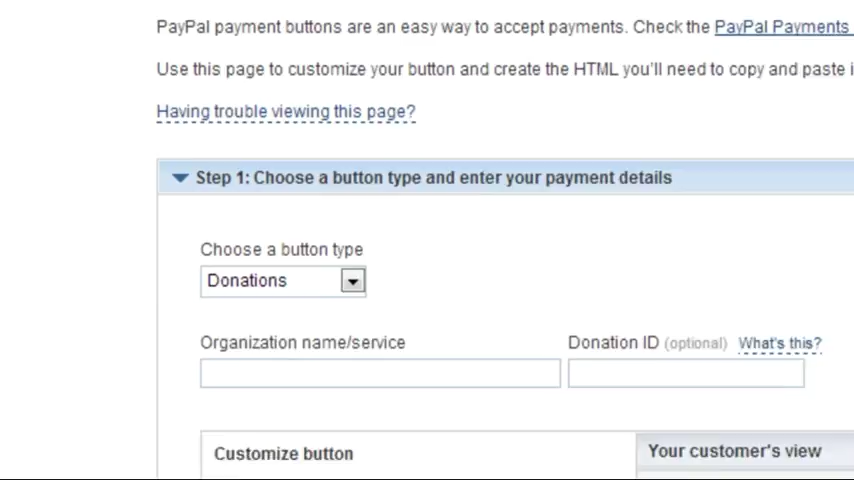 PayPal payment buttons are an easy way to accept payments. Check the PayPal Payments
Use this page to customize your button and create the HTML you'll need to copy and paste i
Having trouble viewing this page?
Step 1: Choose a button type and enter your payment details
Choose a button type
Donations
Organization name/service Donation ID (optional) What's this?
Customize button Your customer's view